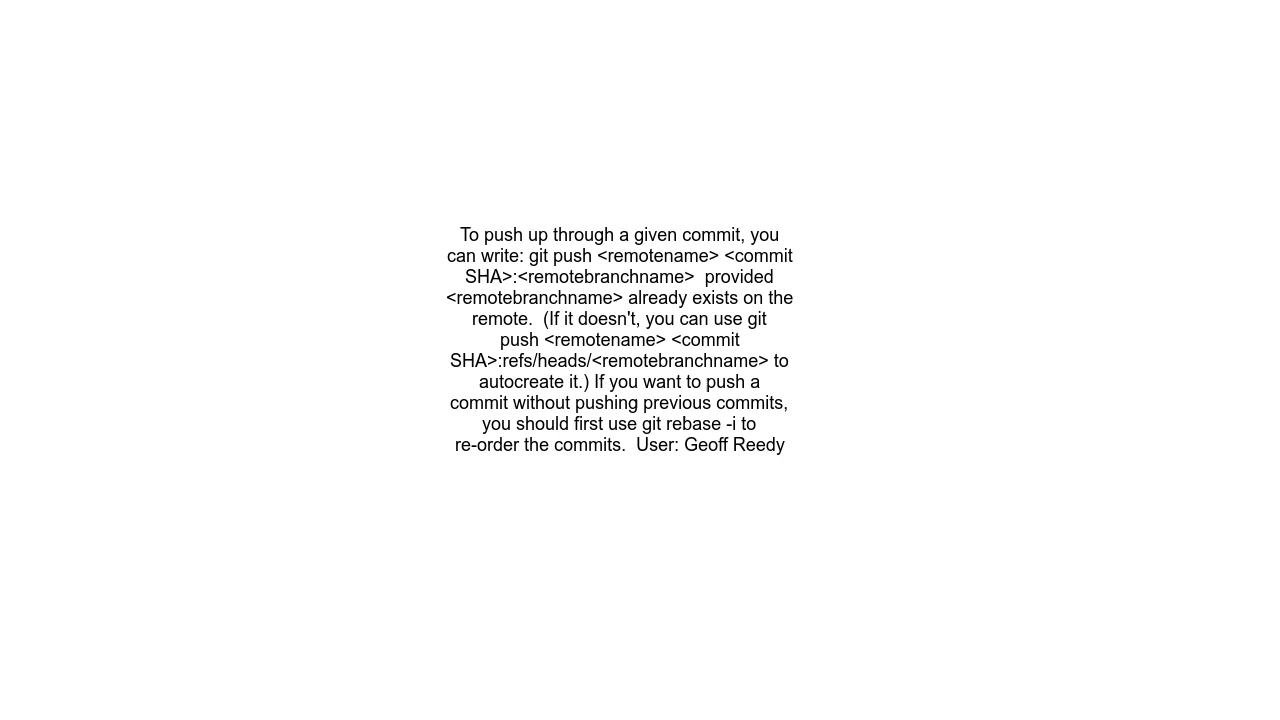 To push up through a given commit, you
can write: git push <remotename> <commit
SHA>:<remotebranchname>  provided
<remotebranchname> already exists on the
remote.  (If it doesn't, you can use git
push <remotename> <commit
SHA>:refs/heads/<remotebranchname> to
autocreate it.) If you want to push a
commit without pushing previous commits,
you should first use git rebase -i to
re-order the commits.  User: Geoff Reedy